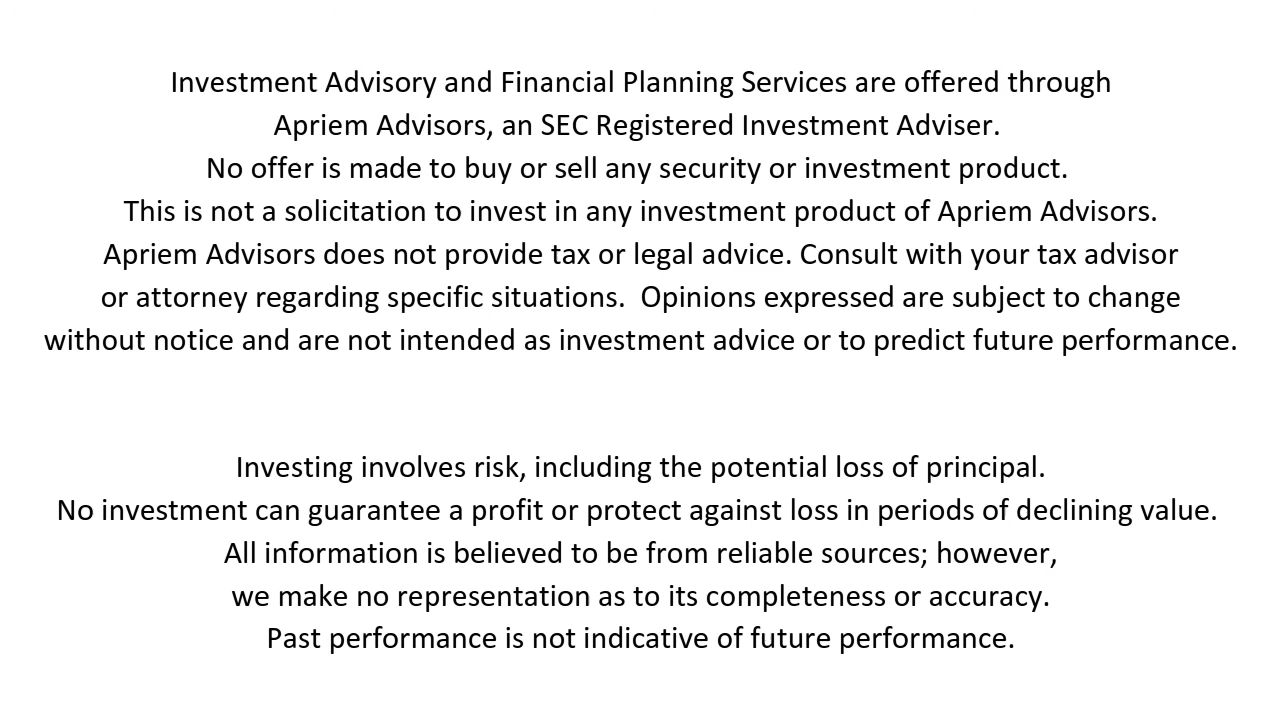 Investment Advisory and Financial Planning Services are offered through
Apriem Advisors, an SEC Registered Investment Adviser.
No offer is made to buy or sell any security or investment product.
This is not a solicitation to invest in any investment product of Apriem Advisors.
Apriem Advisors does not provide tax or legal advice. Consult with your tax advisor
or attorney regarding specific situations.  Opinions expressed are subject to change
without notice and are not intended as investment advice or to predict future performance.
Investing involves risk, including the potential loss of principal.
No investment can guarantee a profit or protect against loss in periods of declining value.
All information is believed to be from reliable sources; however,
we make no representation as to its completeness or accuracy.
Past performance is not indicative of future performance.